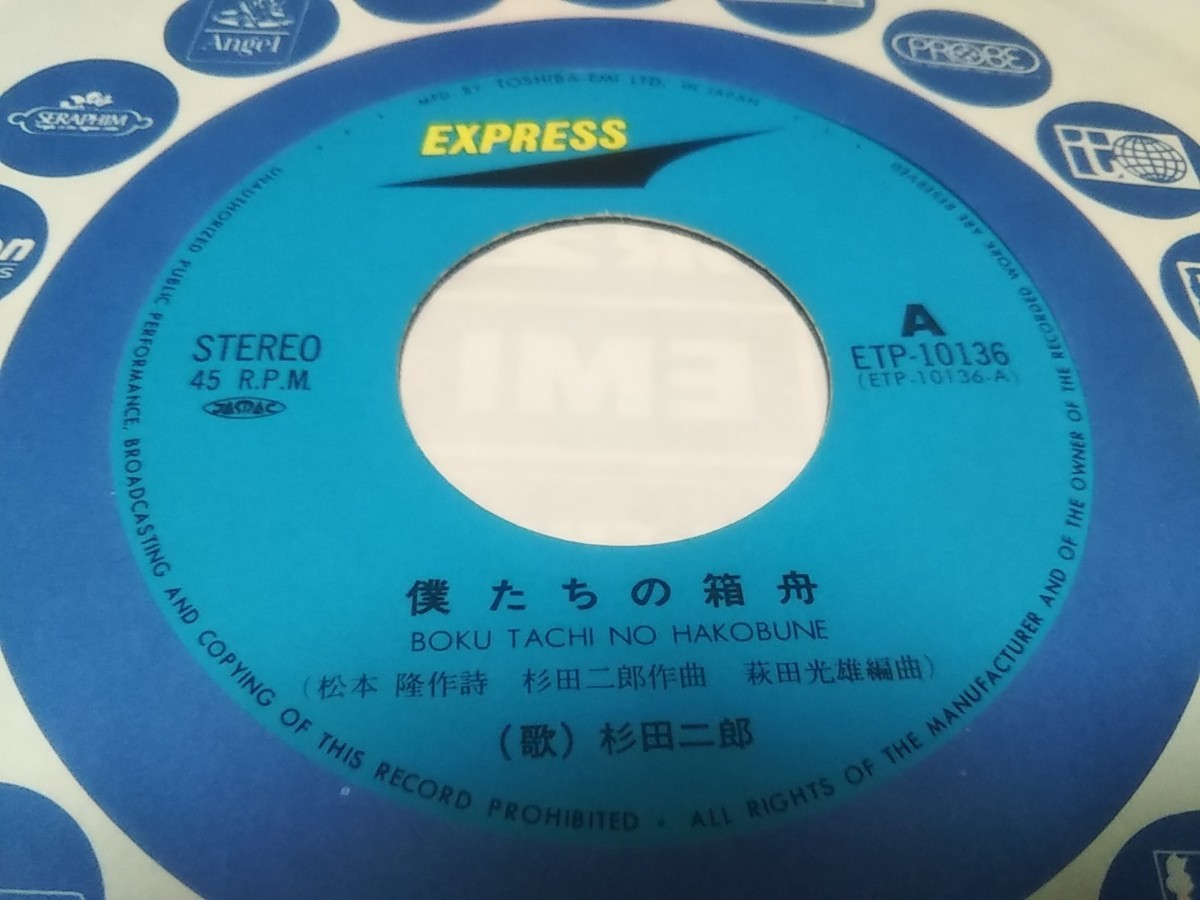 Angel
PROBE
SERAPHIM
it.
MFD. BY TOSHIBA EMI LTD. IN JAPAN
EXPRESS
UNAUTHORIZED PUBLIC PERFORMANCE, BROADCASTING AND COPYING OF THIS RECORD PROHIBITED • ALL RIGHTS OF THE MANUFACTURER AND OF THE OWNER OF THE RECORDED WORK ARE RESERVED
STEREO
45 R.P.M.
JASRAC
A
ETP-10136
(ETP-10136-A)
EMI
僕たちの箱舟
BOKU TACHI NO HAKOBUNE
(松本 隆作詩 杉田二郎作曲 萩田光雄編曲)
(歌) 杉田二郎